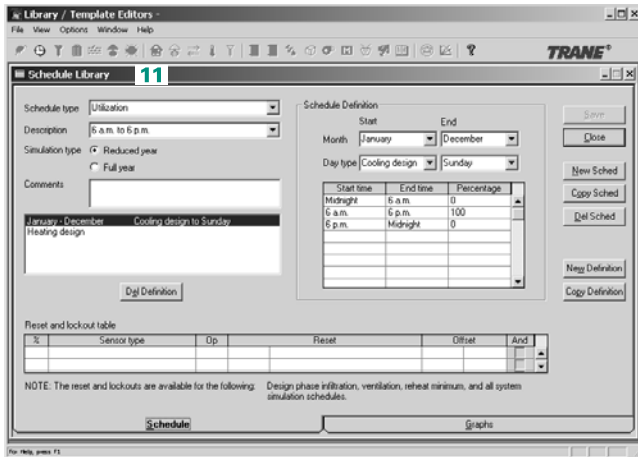 Library / Template Editors -
File View Options Window Help
TRANE®
Schedule Library
11
Schedule type Utilization
Description 6 a.m. to 6 p.m.
Simulation type Reduced year
Full year
Comments
January - December Cooling design to Sunday
Heating design
Del Definition
Schedule Definition
Start End
Month January December
Day type Cooling design Sunday
Start time End time Percentage
Midnight 6 a.m. 0
6 a.m. 6 p.m. 100
6 p.m. Midnight 0
Save
Close
New Sched
Copy Sched
Del Sched
New Definition
Copy Definition
Reset and lockout table
% Sensor type Op Reset Offset And
NOTE: The reset and lockouts are available for the following: Design phase infiltration, ventilation, reheat minimum, and all system
simulation schedules.
Schedule Graphs
For Help, press F1